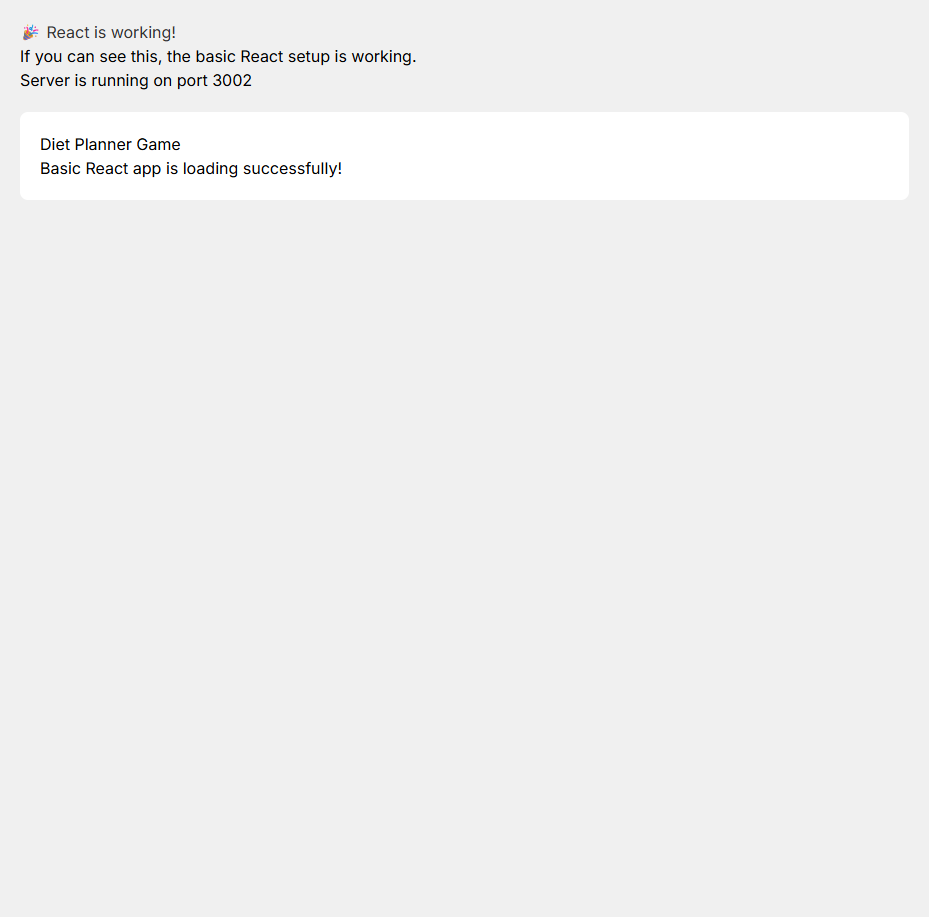 🎉 React is working!
If you can see this, the basic React setup is working.
Server is running on port 3002
Diet Planner Game
Basic React app is loading successfully!